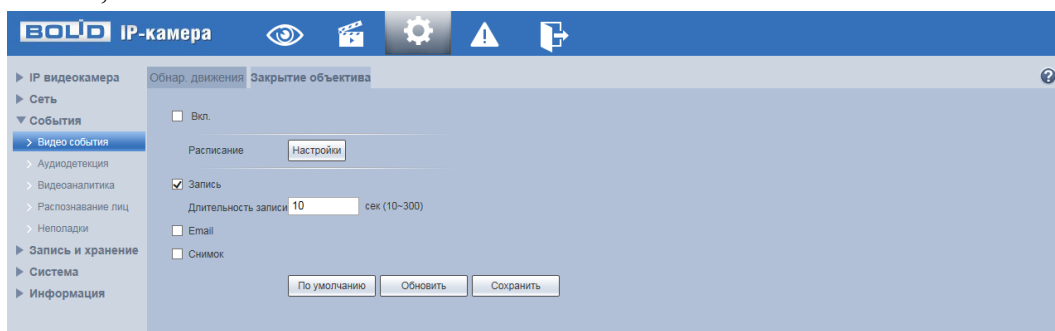 BOLID IP-камера
Обнар. движения Закрытие объектива
IP видеокамера
Сеть
События
Видео события
Аудиодетекция
Видеоаналитика
Распознавание лиц
Неполадки
Запись и хранение
Система
Информация
Вкл.
Расписание Настройки
Запись
Длительность записи 10 сек (10~300)
Email
Снимок
По умолчанию Обновить Сохранить